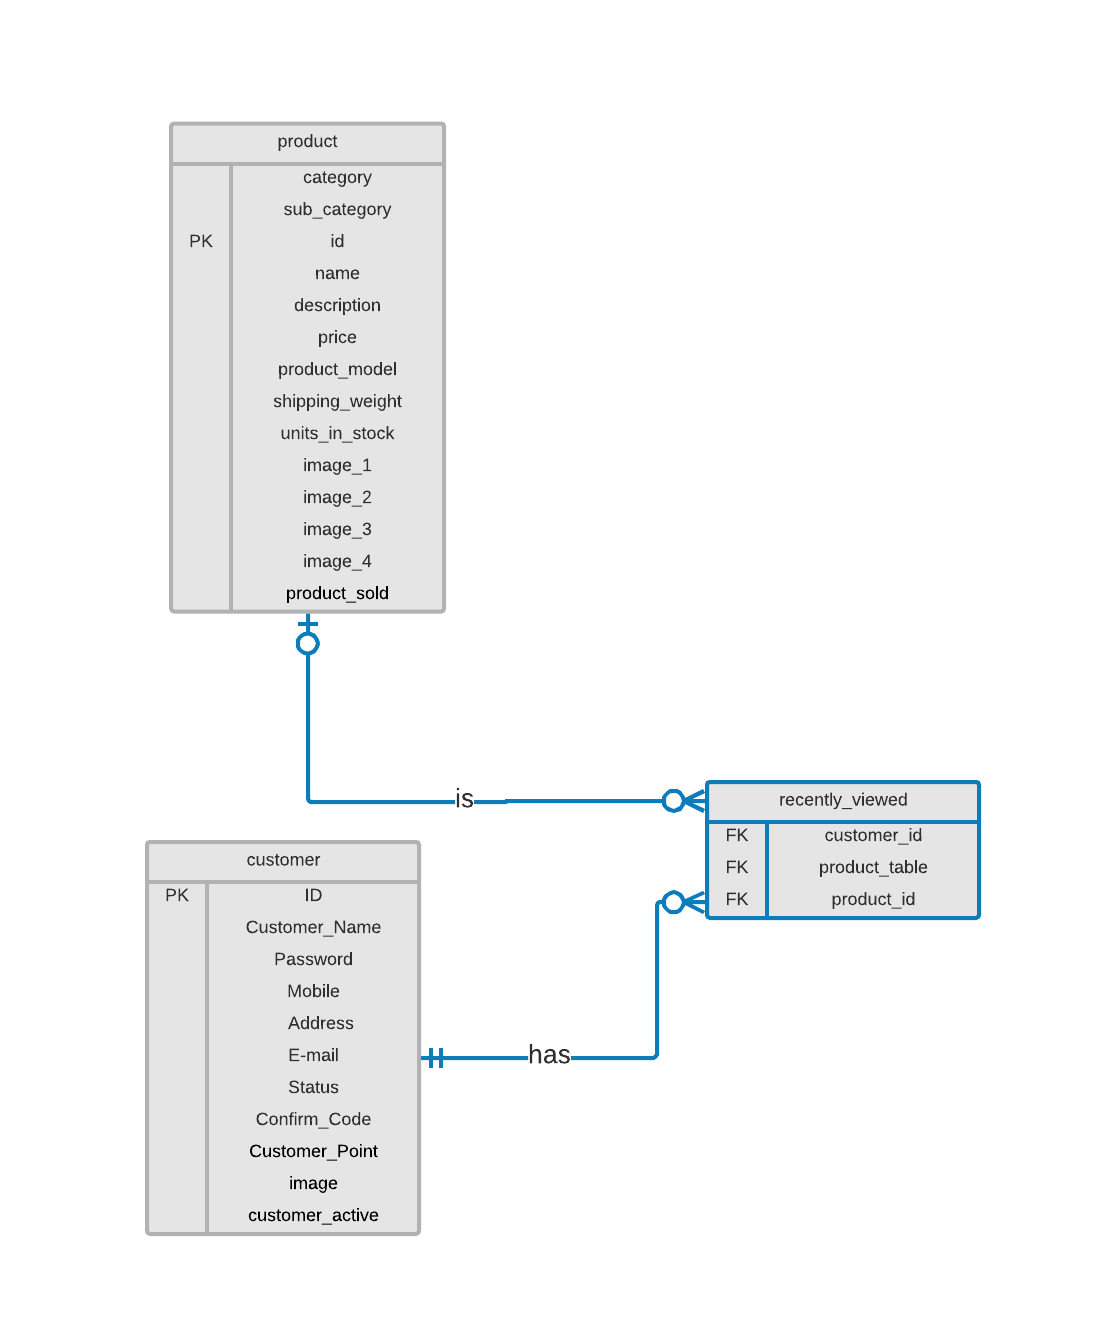 product
category
sub_category
PK id
name
description
price
product_model
shipping_weight
units_in_stock
image_1
image_2
image_3
image_4
product_sold
is
recently_viewed
FK customer_id
FK product_table
FK product_id
customer
PK ID
Customer_Name
Password
Mobile
Address
E-mail
Status
Confirm_Code
Customer_Point
image
customer_active
has